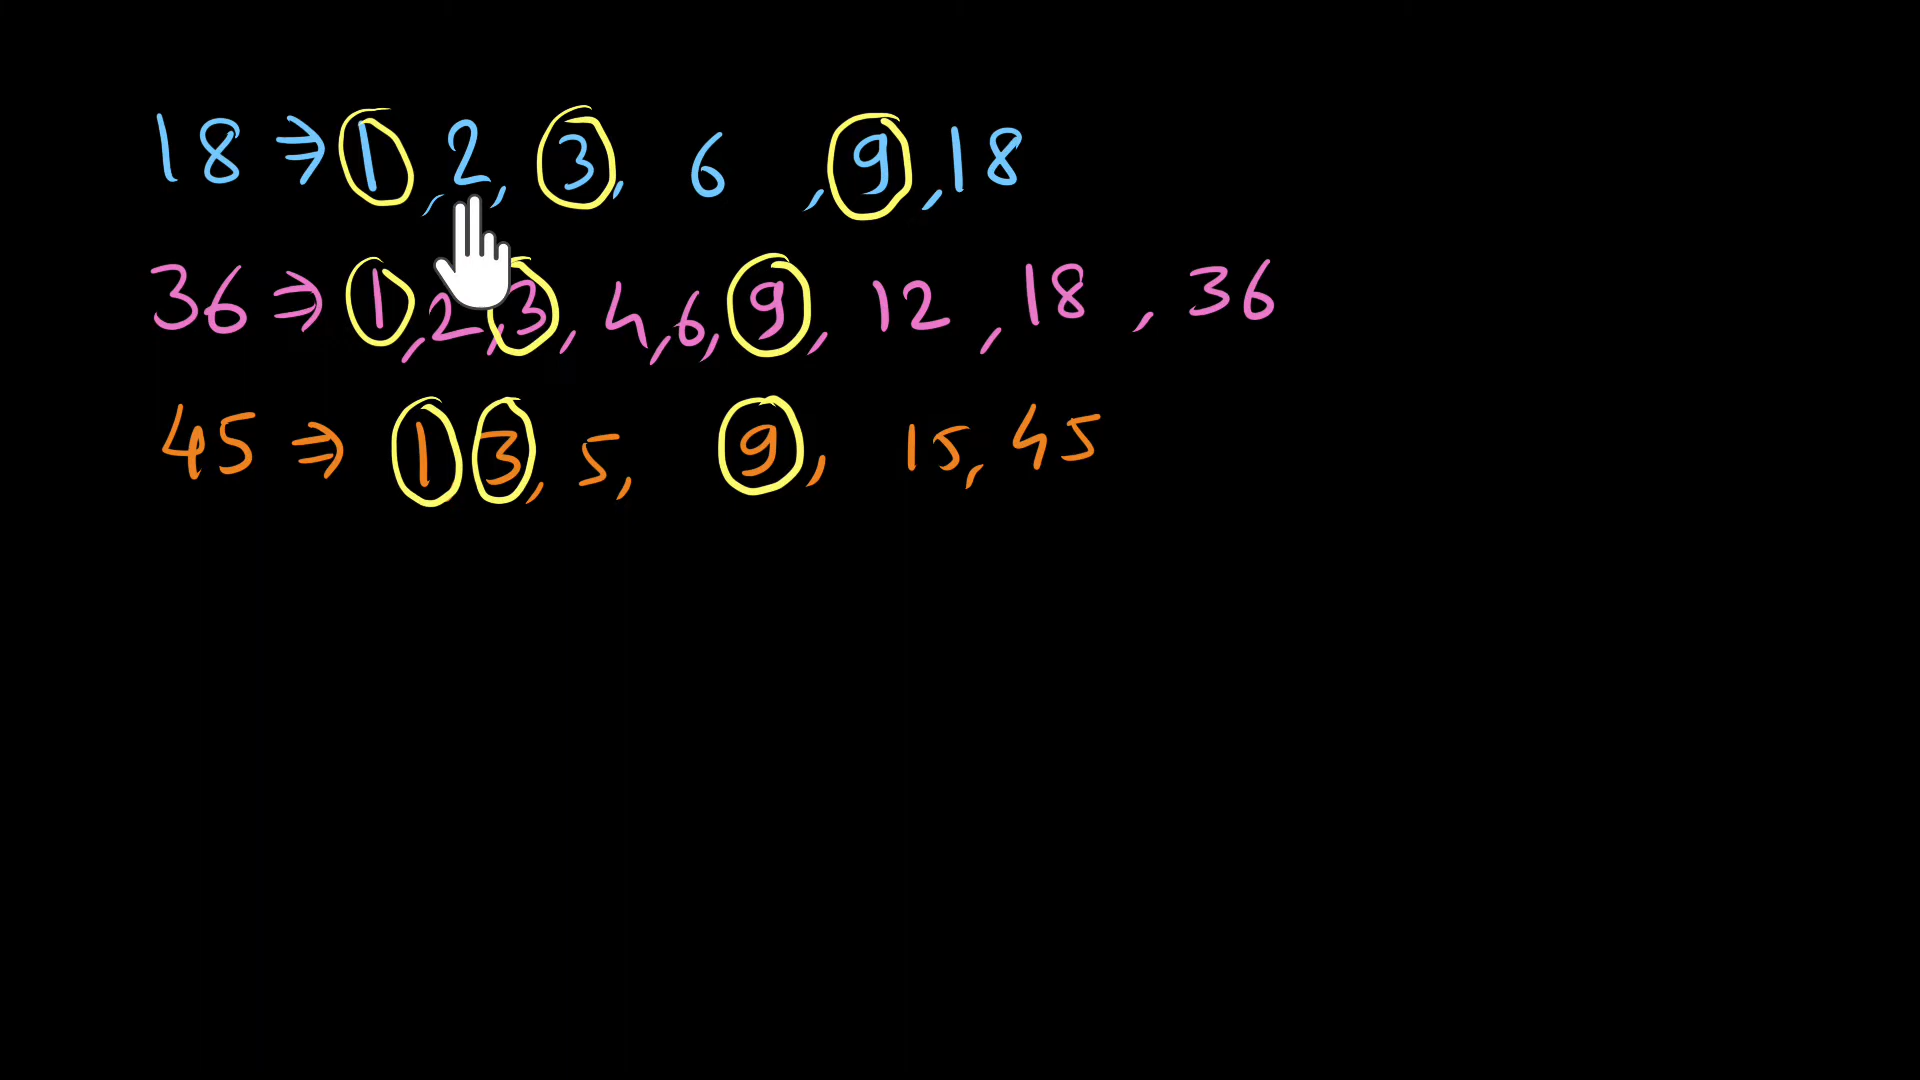 18 ⇒ 1, 2, 3, 6, 9, 18
36 ⇒ 1, 2, 3, 4, 6, 9, 12, 18, 36
45 ⇒ 1 3, 5, 9, 15, 45